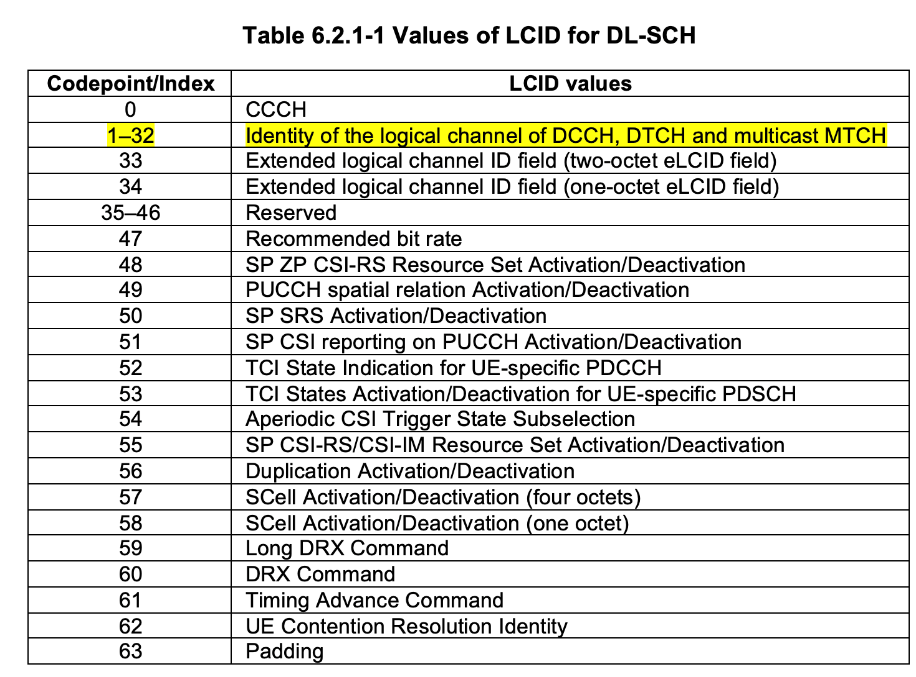 Table 6.2.1-1 Values of LCID for DL-SCH
Codepoint/Index LCID values
0 CCCH
1–32 Identity of the logical channel of DCCH, DTCH and multicast MTCH
33 Extended logical channel ID field (two-octet eLCID field)
34 Extended logical channel ID field (one-octet eLCID field)
35–46 Reserved
47 Recommended bit rate
48 SP ZP CSI-RS Resource Set Activation/Deactivation
49 PUCCH spatial relation Activation/Deactivation
50 SP SRS Activation/Deactivation
51 SP CSI reporting on PUCCH Activation/Deactivation
52 TCI State Indication for UE-specific PDCCH
53 TCI States Activation/Deactivation for UE-specific PDSCH
54 Aperiodic CSI Trigger State Subselection
55 SP CSI-RS/CSI-IM Resource Set Activation/Deactivation
56 Duplication Activation/Deactivation
57 SCell Activation/Deactivation (four octets)
58 SCell Activation/Deactivation (one octet)
59 Long DRX Command
60 DRX Command
61 Timing Advance Command
62 UE Contention Resolution Identity
63 Padding